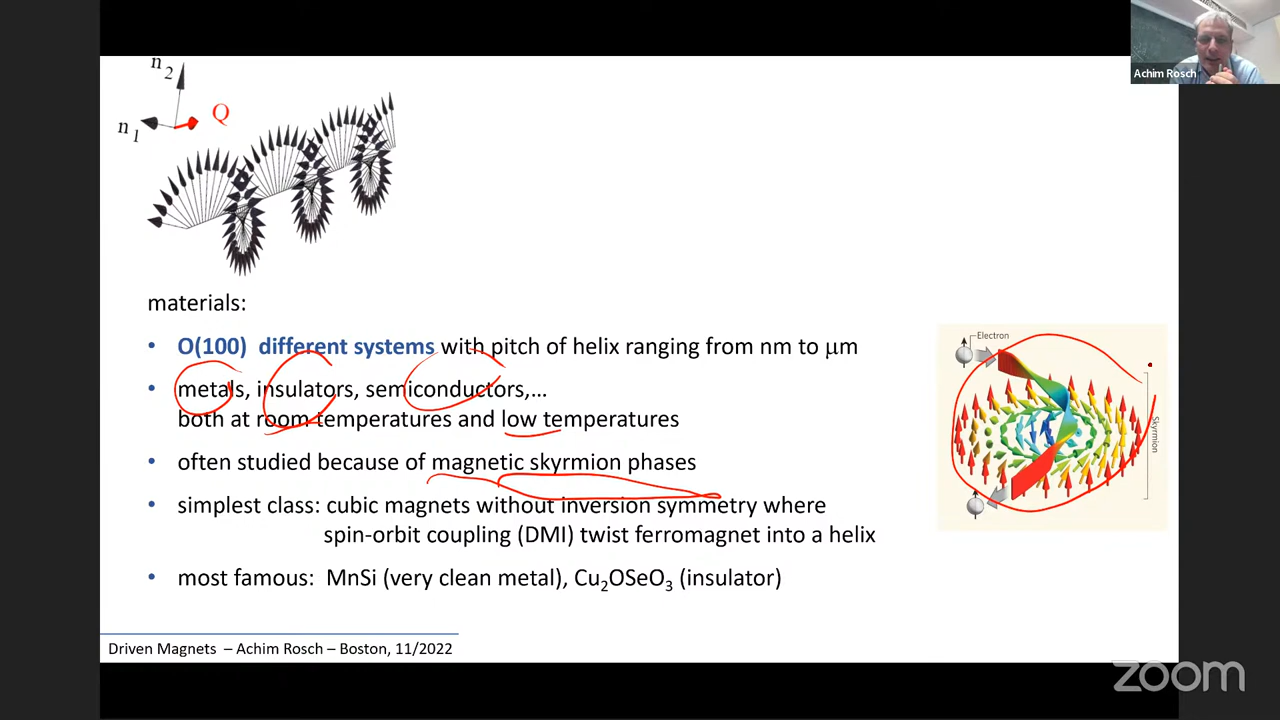 Achim Rosch
n2
n1
Q
materials:
• O(100) different systems with pitch of helix ranging from nm to μm
• metals, insulators, semiconductors,...
both at room temperatures and low temperatures
• often studied because of magnetic skyrmion phases
• simplest class: cubic magnets without inversion symmetry where
spin-orbit coupling (DMI) twist ferromagnet into a helix
• most famous: MnSi (very clean metal), Cu2OSeO3 (insulator)
Electron
Skyrmion
Driven Magnets – Achim Rosch – Boston, 11/2022
zoom